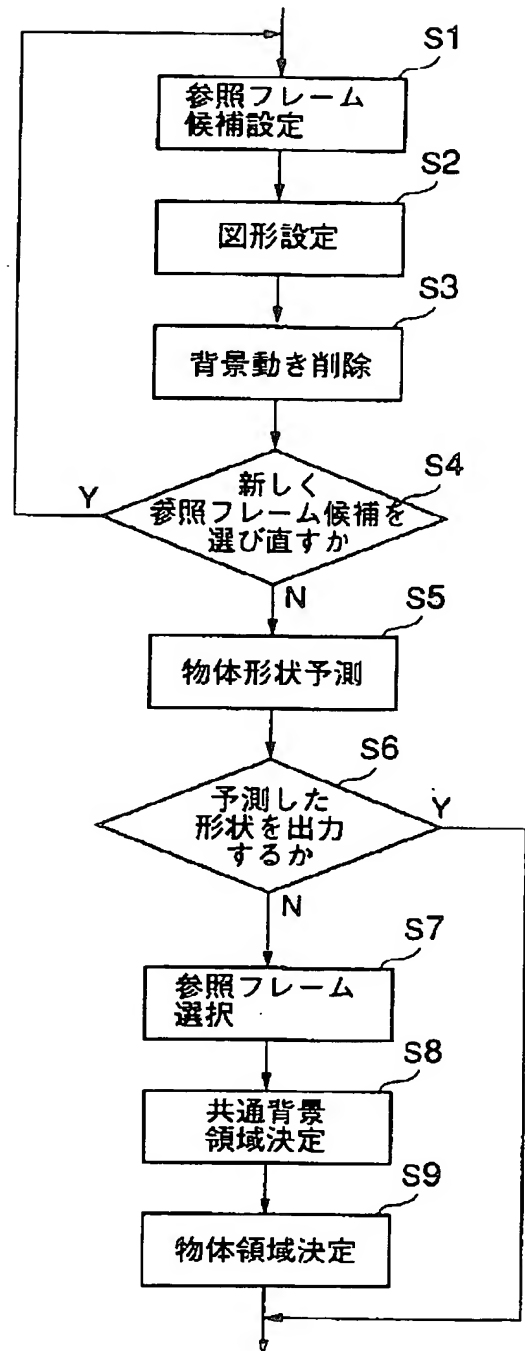 S1
参照フレーム
候補設定
S2
図形設定
S3
背景動き削除
S4
新しく
参照フレーム候補を
選び直すか
Y
N
S5
物体形状予測
S6
予測した
形状を出力
するか
Y
N
S7
参照フレーム
選択
S8
共通背景
領域決定
S9
物体領域決定